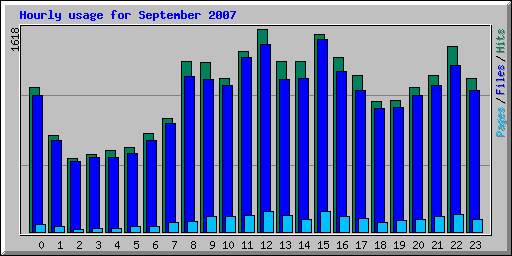 Hourly usage for September 2007
1618
Pages / Files / Hits
0 1 2 3 4 5 6 7 8 9 10 11 12 13 14 15 16 17 18 19 20 21 22 23